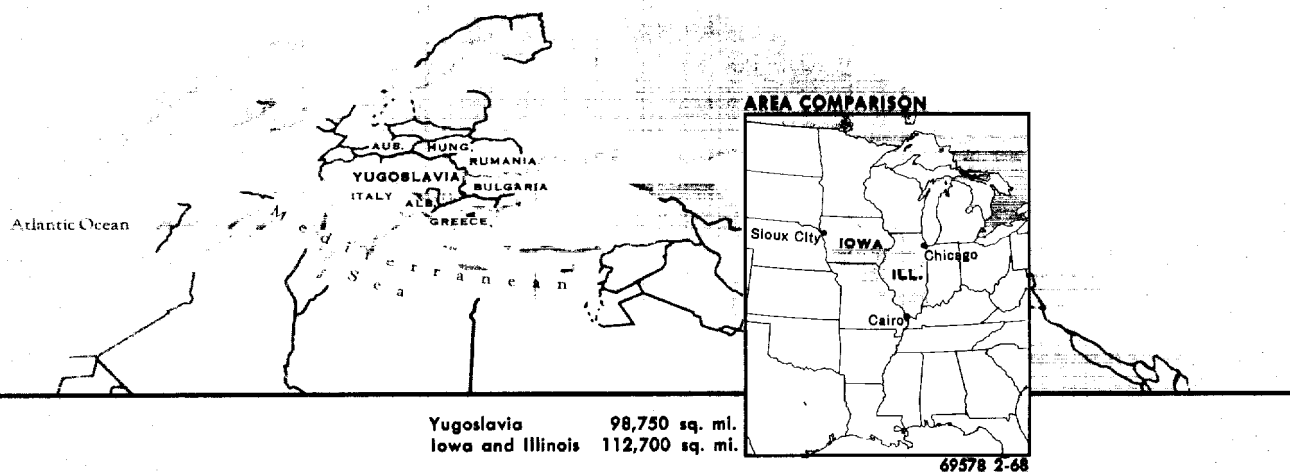 AREA COMPARISON
AUS. HUNG.
RUMANIA
YUGOSLAVIA
BULGARIA
ITALY
ALB.
GREECE
Atlantic Ocean
Mediterranean
Sea
Sioux City
IOWA
Chicago
ILL.
Cairo
Yugoslavia 98,750 sq. mi.
Iowa and Illinois 112,700 sq. mi.
69578 2-68